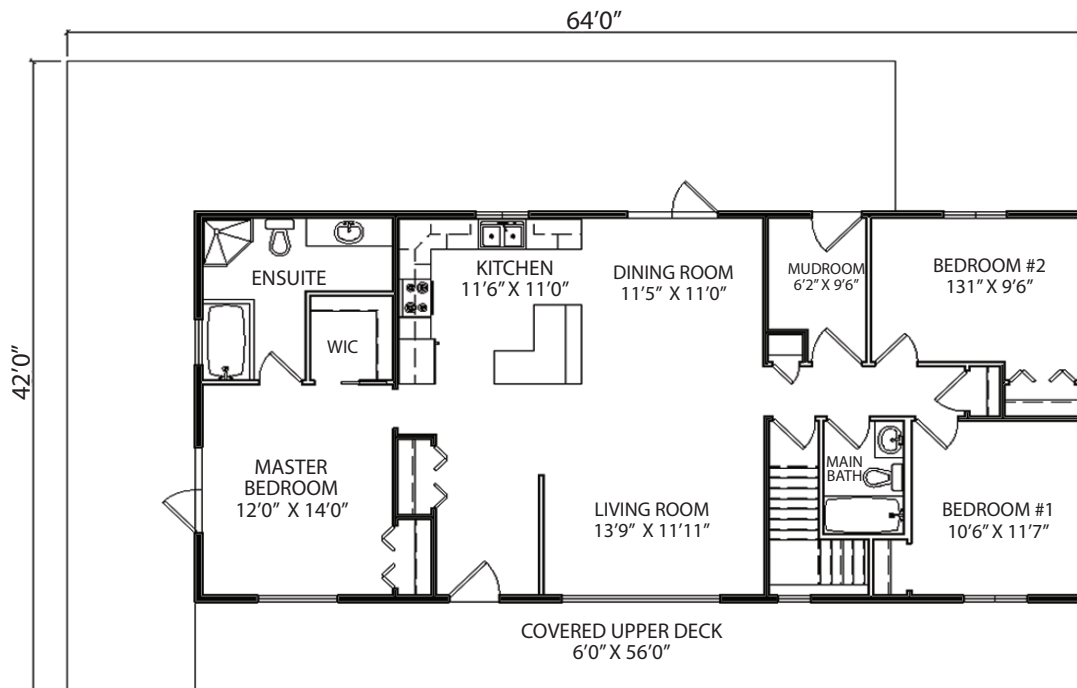 64'0"
42'0"
ENSUITE
WIC
KITCHEN
11'6" X 11'0"
DINING ROOM
11'5" X 11'0"
MUDROOM
6'2" X 9'6"
BEDROOM #2
131" X 9'6"
MASTER
BEDROOM
12'0" X 14'0"
LIVING ROOM
13'9" X 11'11"
MAIN
BATH
BEDROOM #1
10'6" X 11'7"
COVERED UPPER DECK
6'0" X 56'0"